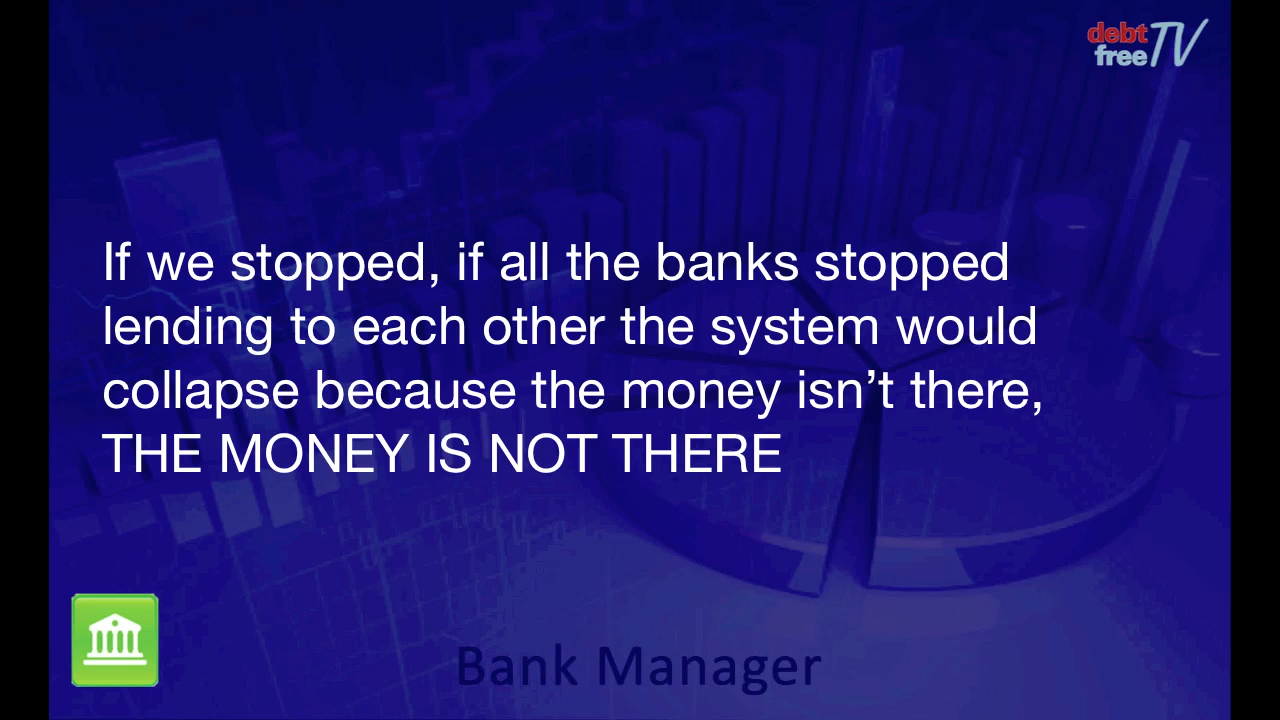 debt
free TV
If we stopped, if all the banks stopped
lending to each other the system would
collapse because the money isn’t there,
THE MONEY IS NOT THERE
Bank Manager